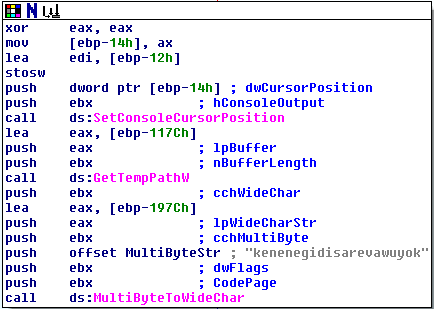 N
xor eax, eax
mov [ebp-14h], ax
lea edi, [ebp-12h]
stosw
push dword ptr [ebp-14h] ; dwCursorPosition
push ebx ; hConsoleOutput
call ds:SetConsoleCursorPosition
lea eax, [ebp-117Ch]
push eax ; lpBuffer
push ebx ; nBufferLength
call ds:GetTempPathW
push ebx ; cchWideChar
lea eax, [ebp-197Ch]
push eax ; lpWideCharStr
push ebx ; cchMultiByte
push offset MultiByteStr ; "kenenegidisarevawuyok"
push ebx ; dwFlags
push ebx ; CodePage
call ds:MultiByteToWideChar